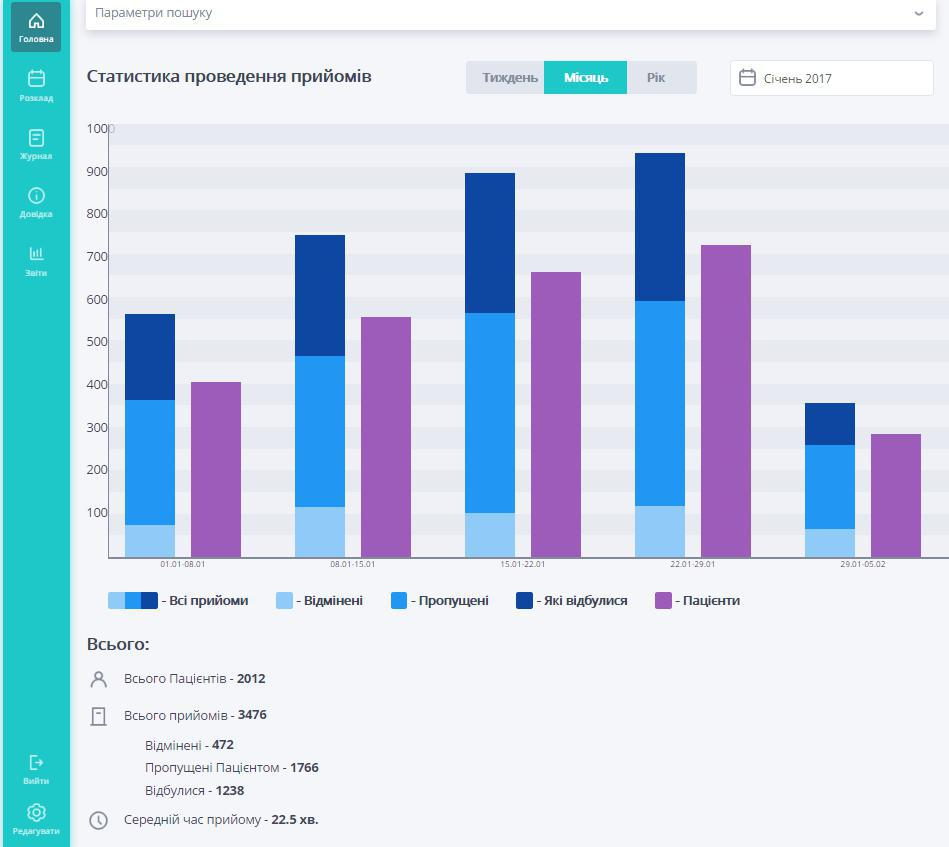 Параметри пошуку
Головна
Розклад
Журнал
Довідка
Звіти
Вийти
Редагувати
Статистика проведення прийомів
Тиждень Місяць Рік
Січень 2017
1000
900
800
700
600
500
400
300
200
100
01.01-08.01 08.01-15.01 15.01-22.01 22.01-29.01 29.01-05.02
- Всі прийоми - Відмінені - Пропущені - Які відбулися - Пацієнти
Всього:
Всього Пацієнтів - 2012
Всього прийомів - 3476
Відмінені - 472
Пропущені Пацієнтом - 1766
Відбулися - 1238
Середній час прийому - 22.5 хв.